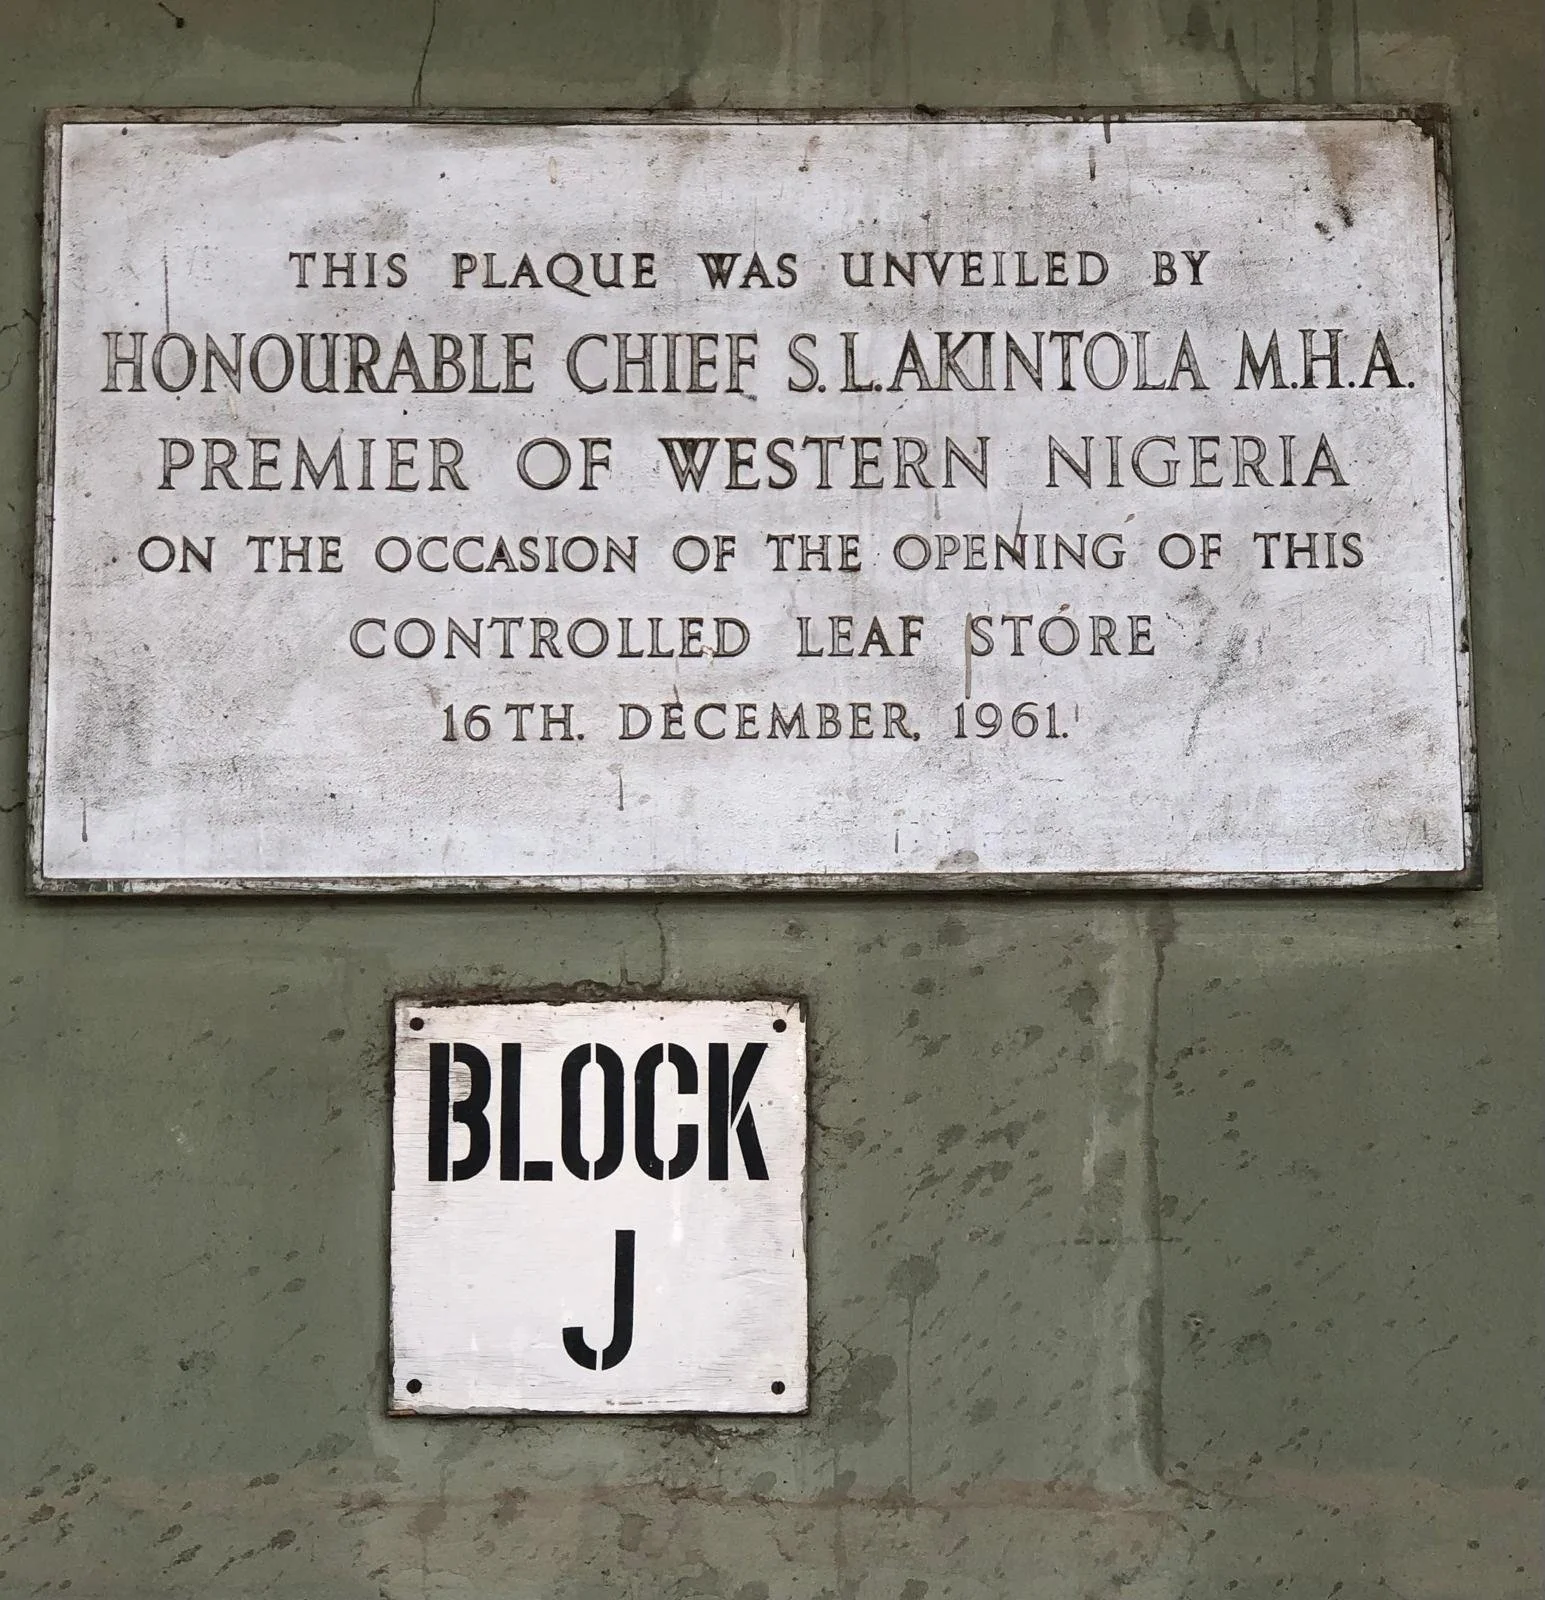 THIS PLAQUE WAS UNVEILED BY
HONOURABLE CHIEF S. L. AKINTOLA M.H.A.
PREMIER OF WESTERN NIGERIA
ON THE OCCASION OF THE OPENING OF THIS
CONTROLLED LEAF STORE
16TH. DECEMBER, 1961.
BLOCK
J